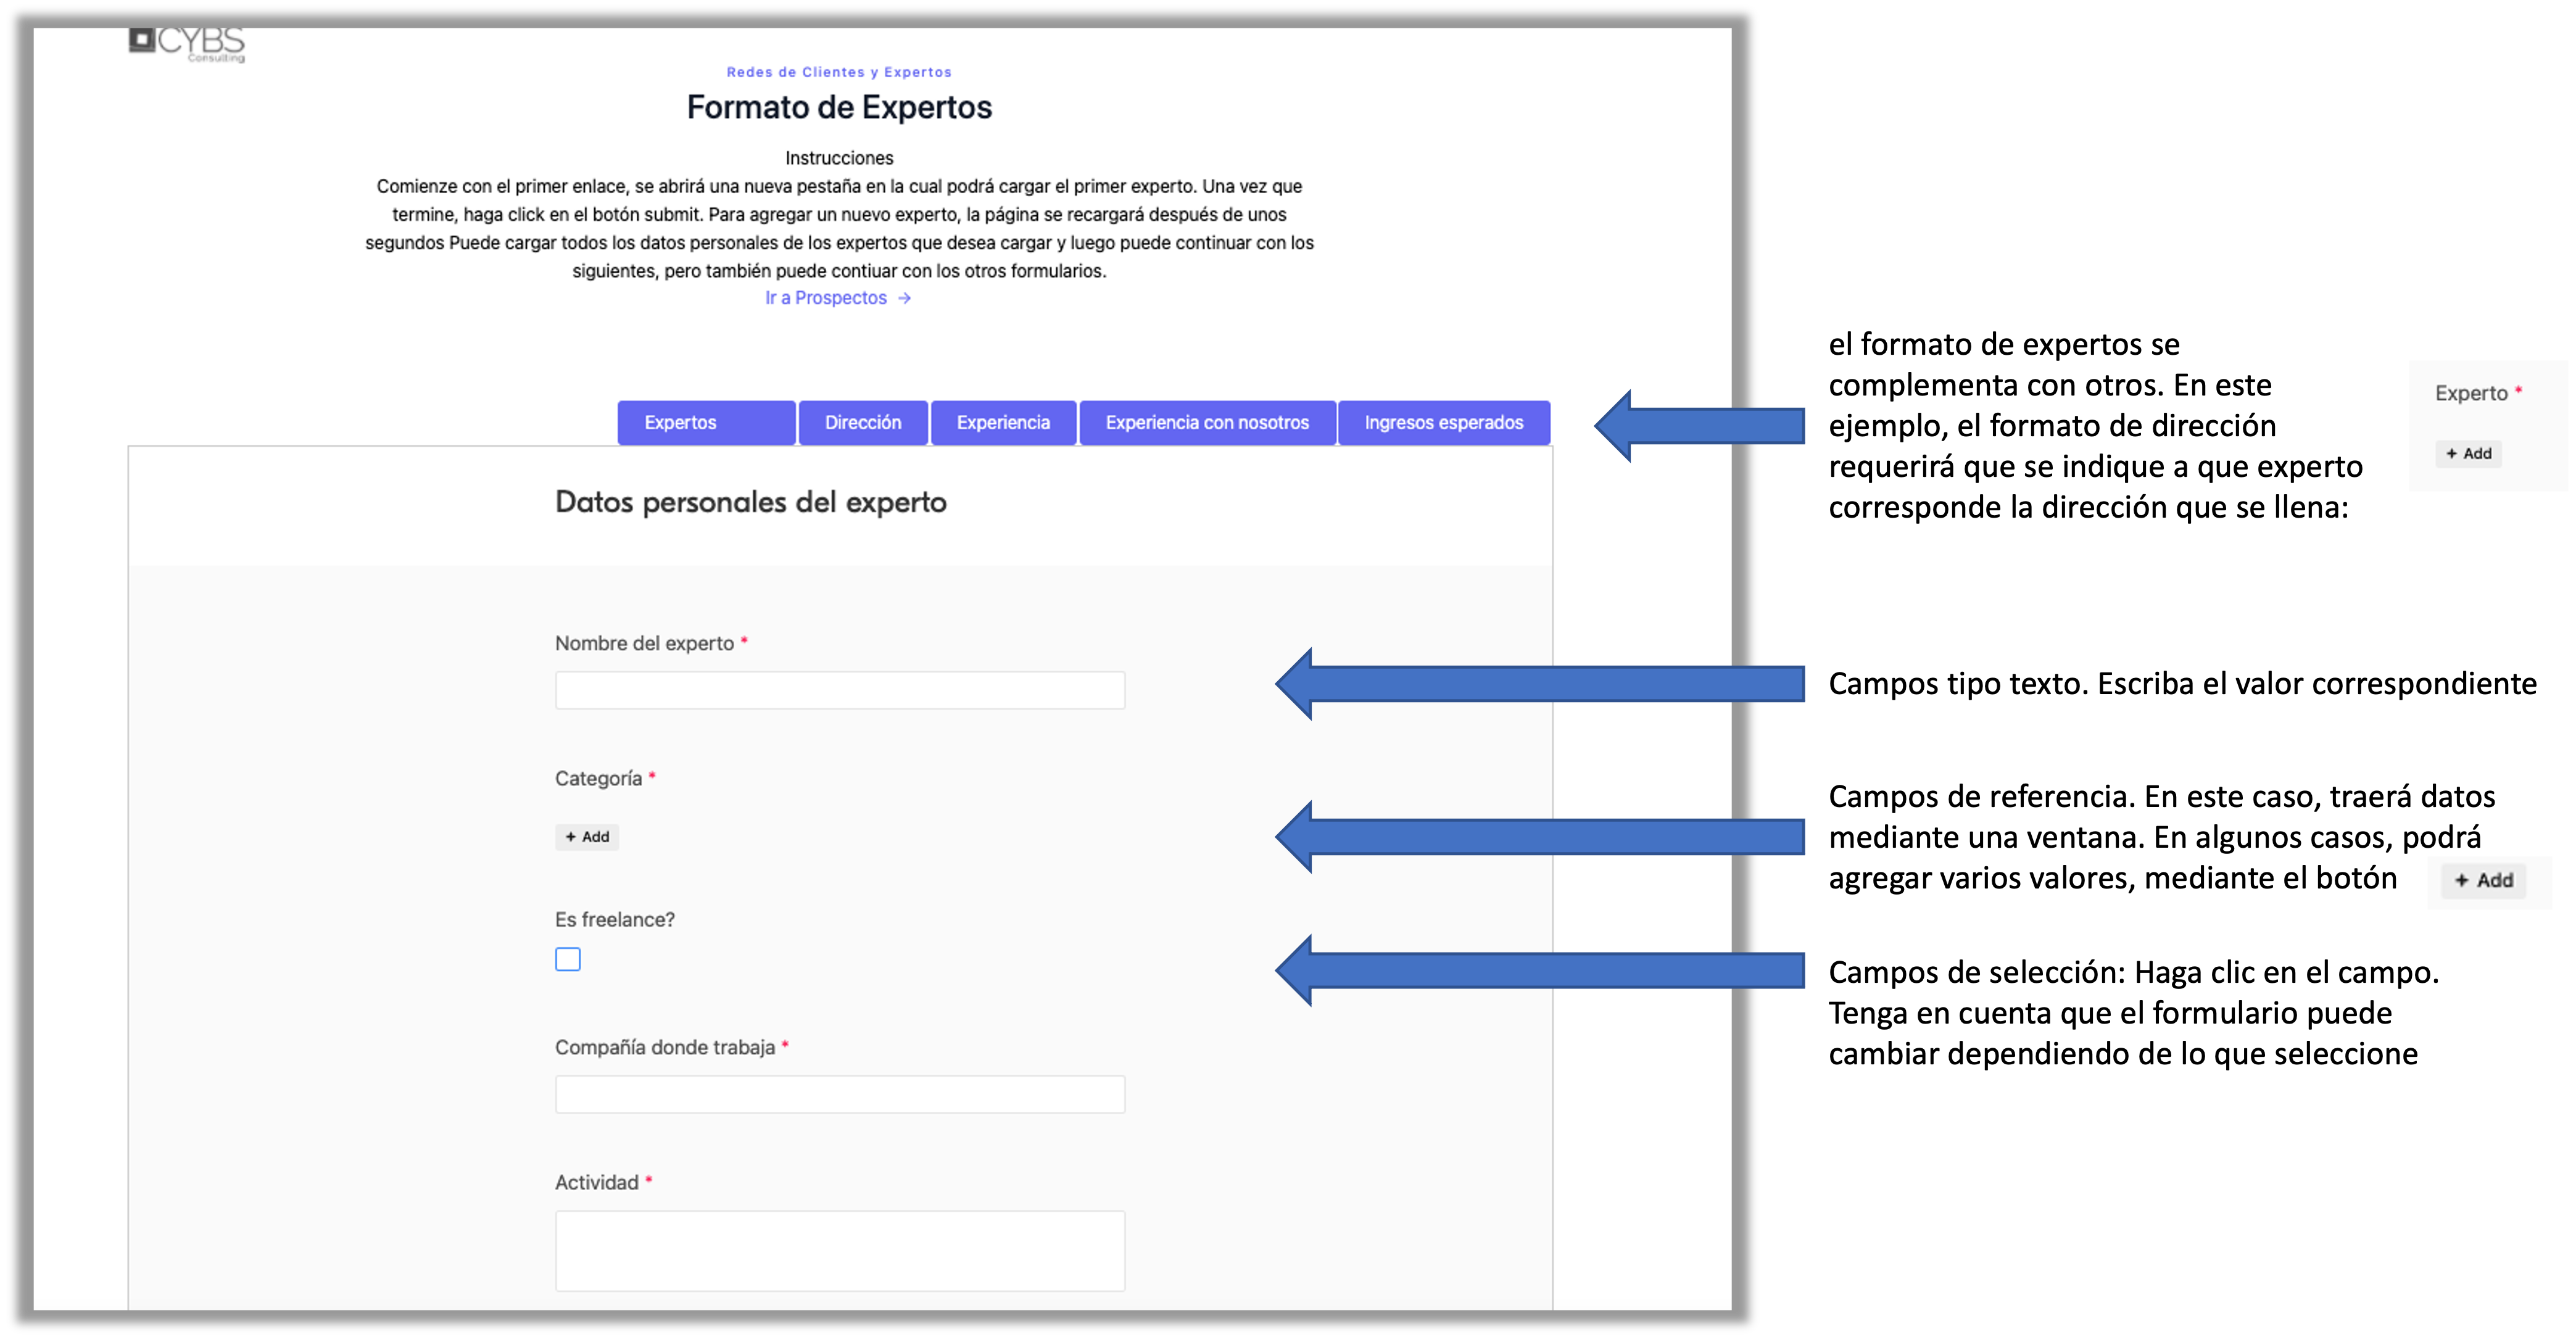 CYBS
Consulting
Redes de Clientes y Expertos
Formato de Expertos
Instrucciones
Comienze con el primer enlace, se abrirá una nueva pestaña en la cual podrá cargar el primer experto. Una vez que
termine, haga click en el botón submit. Para agregar un nuevo experto, la página se recargará después de unos
segundos Puede cargar todos los datos personales de los expertos que desea cargar y luego puede continuar con los
siguientes, pero también puede contiuar con los otros formularios.
Ir a Prospectos →
Expertos
Dirección
Experiencia
Experiencia con nosotros
Ingresos esperados
Datos personales del experto
Nombre del experto *
Categoría *
+ Add
Es freelance?
Compañía donde trabaja *
Actividad *
el formato de expertos se
complementa con otros. En este
ejemplo, el formato de dirección
requerirá que se indique a que experto
corresponde la dirección que se llena:
Experto *
+ Add
Campos tipo texto. Escriba el valor correspondiente
Campos de referencia. En este caso, traerá datos
mediante una ventana. En algunos casos, podrá
agregar varios valores, mediante el botón
+ Add
Campos de selección: Haga clic en el campo.
Tenga en cuenta que el formulario puede
cambiar dependiendo de lo que seleccione